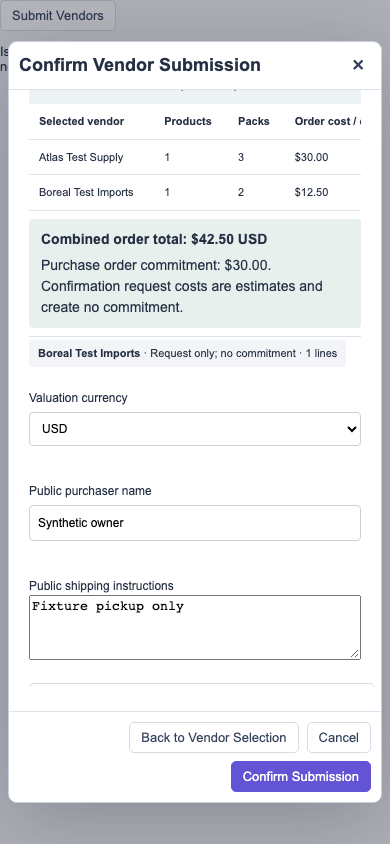 Submit Vendors
Is
n
Confirm Vendor Submission
×
Selected vendor Products Packs Order cost /
Atlas Test Supply 1 3 $30.00
Boreal Test Imports 1 2 $12.50
Combined order total: $42.50 USD
Purchase order commitment: $30.00.
Confirmation request costs are estimates and
create no commitment.
Boreal Test Imports · Request only; no commitment · 1 lines
Valuation currency
USD
Public purchaser name
Synthetic owner
Public shipping instructions
Fixture pickup only
Back to Vendor Selection
Cancel
Confirm Submission